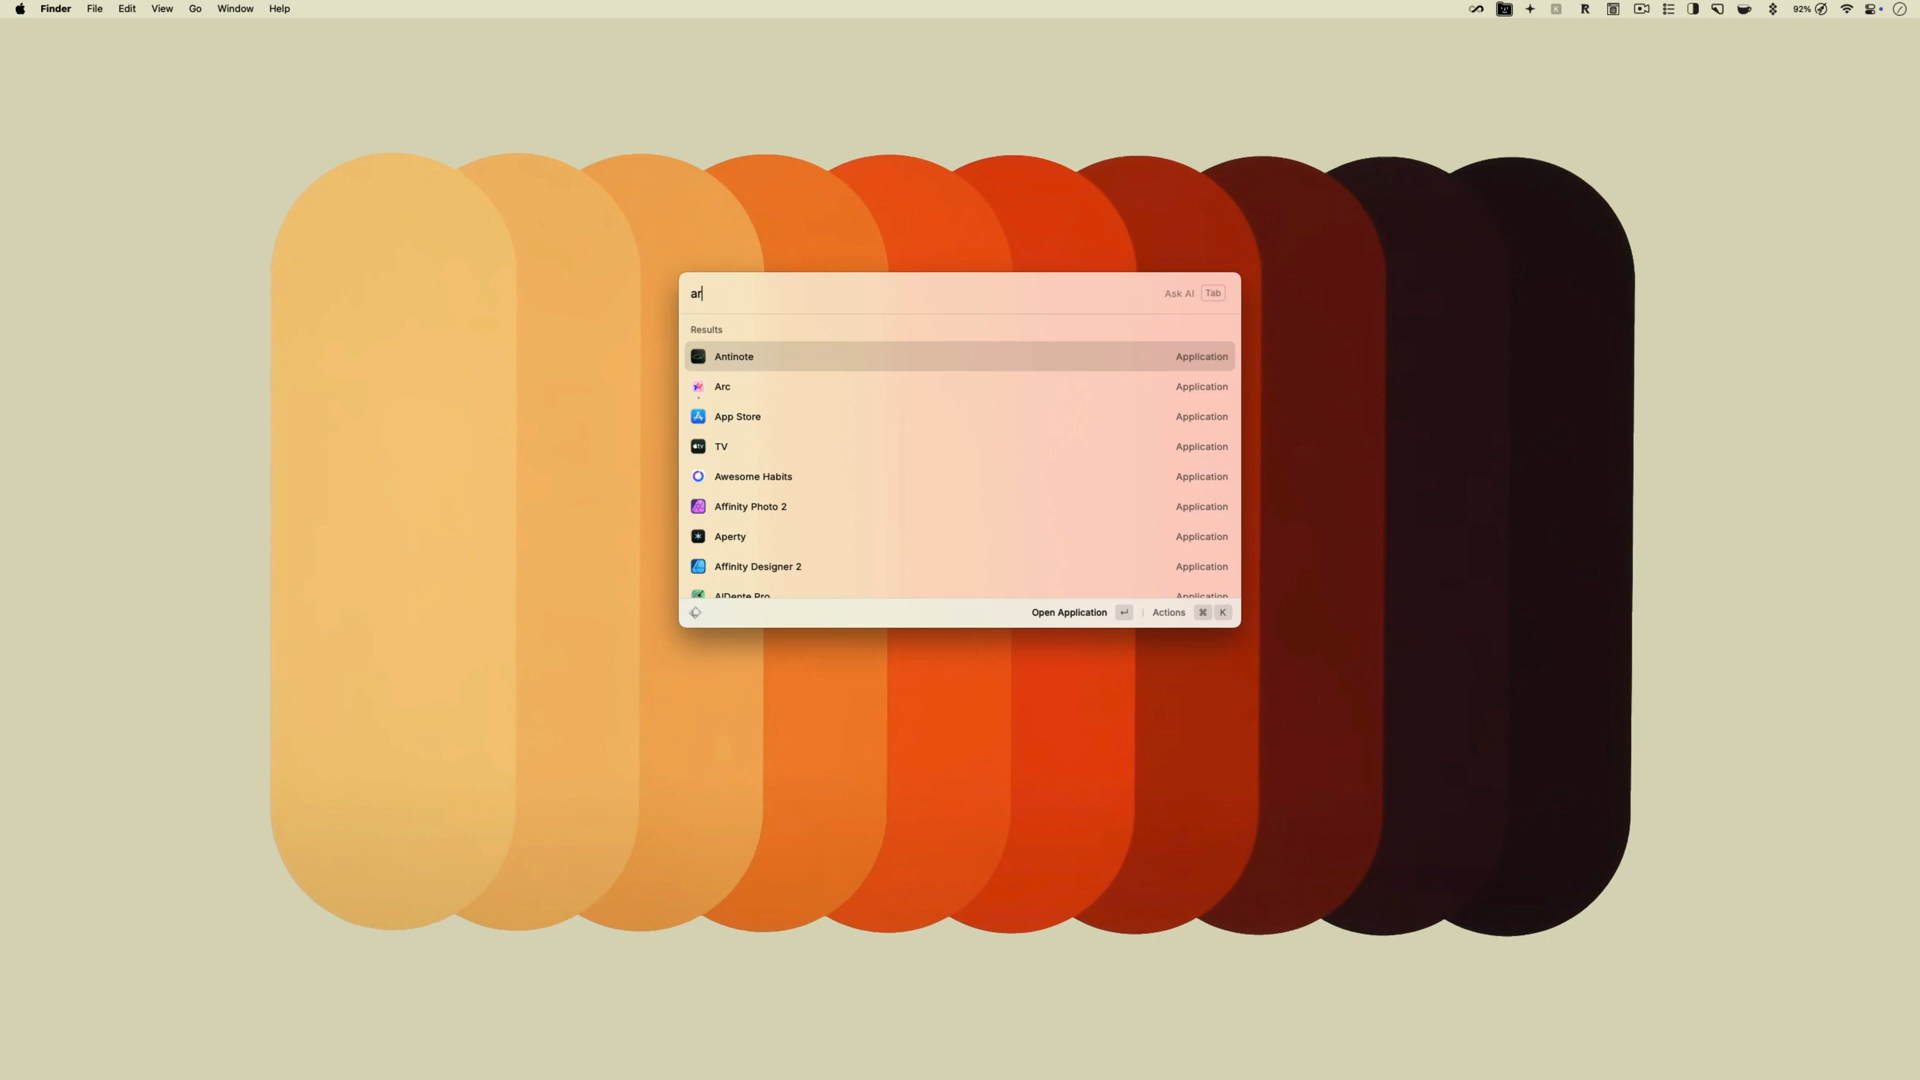 Finder File Edit View Go Window Help 92%
ar Ask AI Tab
Results
Antinote Application
Arc Application
App Store Application
TV Application
Awesome Habits Application
Affinity Photo 2 Application
Aperty Application
Affinity Designer 2 Application
AlDente Pro Application
Open Application Actions ⌘ K